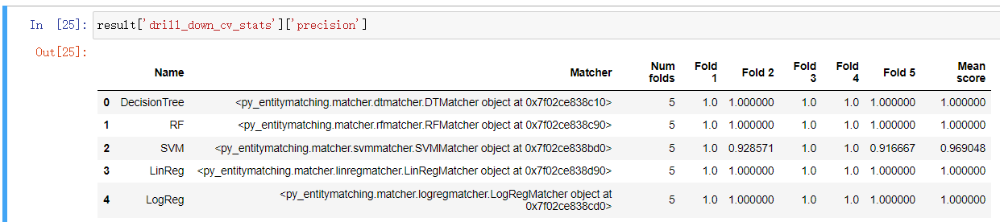 In [25]: result['drill_down_cv_stats']['precision']
Out[25]:
Name Matcher Num folds Fold 1 Fold 2 Fold 3 Fold 4 Fold 5 Mean score
0 DecisionTree <py_entitymatching.matcher.dtmatcher.DTMatcher object at 0x7f02ce838c10> 5 1.0 1.000000 1.0 1.0 1.000000 1.000000
1 RF <py_entitymatching.matcher.rfmatcher.RFMatcher object at 0x7f02ce838c90> 5 1.0 1.000000 1.0 1.0 1.000000 1.000000
2 SVM <py_entitymatching.matcher.svmmatcher.SVMMatcher object at 0x7f02ce838bd0> 5 1.0 0.928571 1.0 1.0 0.916667 0.969048
3 LinReg <py_entitymatching.matcher.linregmatcher.LinRegMatcher object at 0x7f02ce838d90> 5 1.0 1.000000 1.0 1.0 1.000000 1.000000
4 LogReg <py_entitymatching.matcher.logregmatcher.LogRegMatcher object at 0x7f02ce838cd0> 5 1.0 1.000000 1.0 1.0 1.000000 1.000000